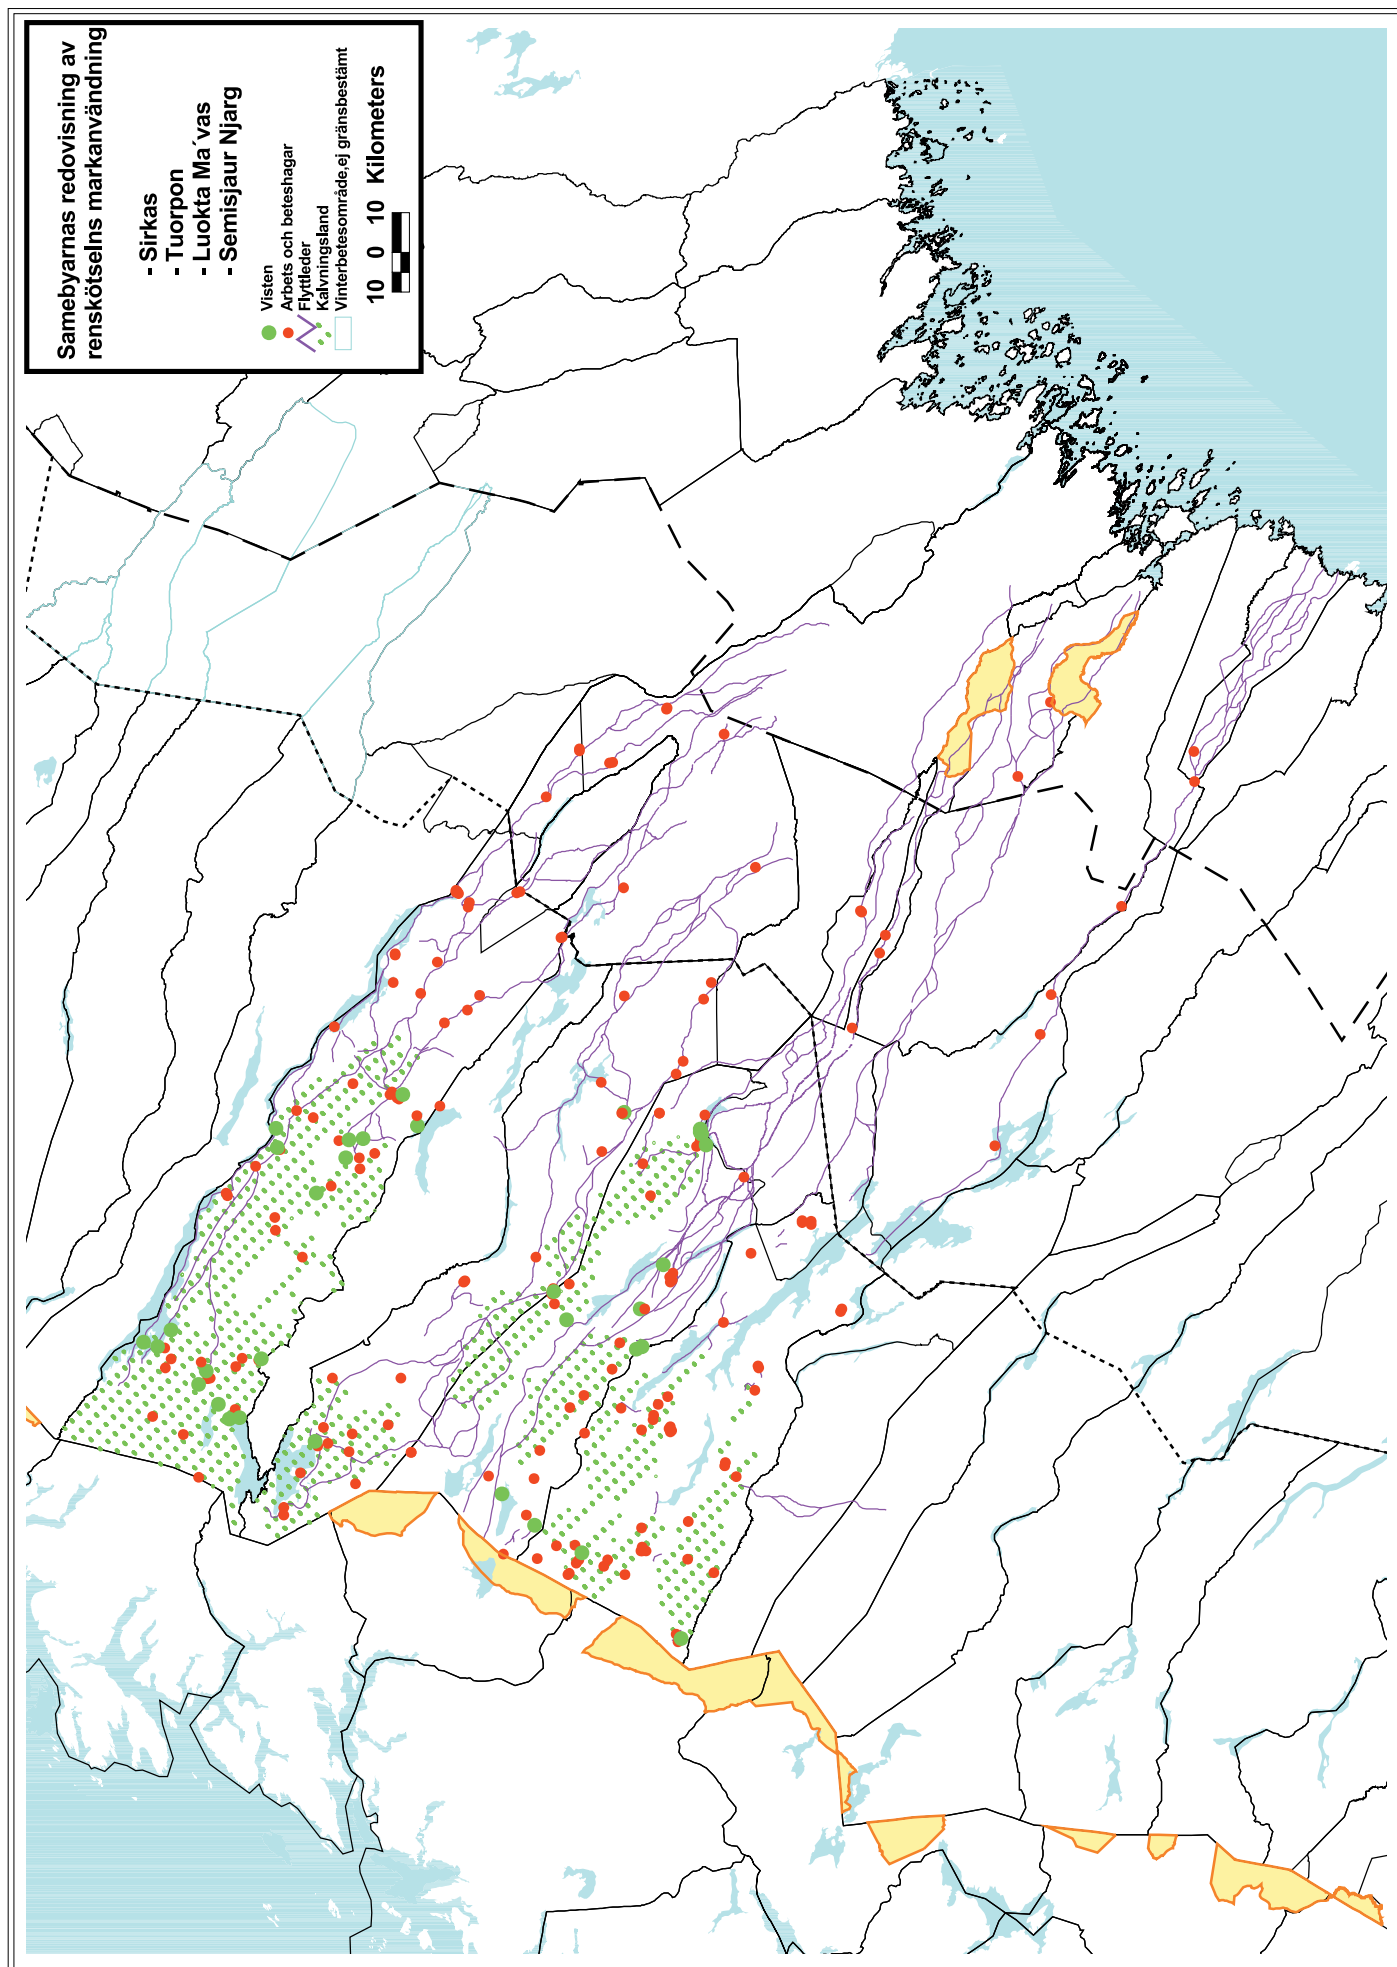 Samebyarnas redovisning av
renskötselns markanvändning
- Sirkas
- Tuorpon
- Luokta Ma´vas
- Semisjaur Njarg
Visten
Arbets och beteshagar
Flyttleder
Kalvningsland
Vinterbetesområde,ej gränsbestämt
10 0 10 Kilometers